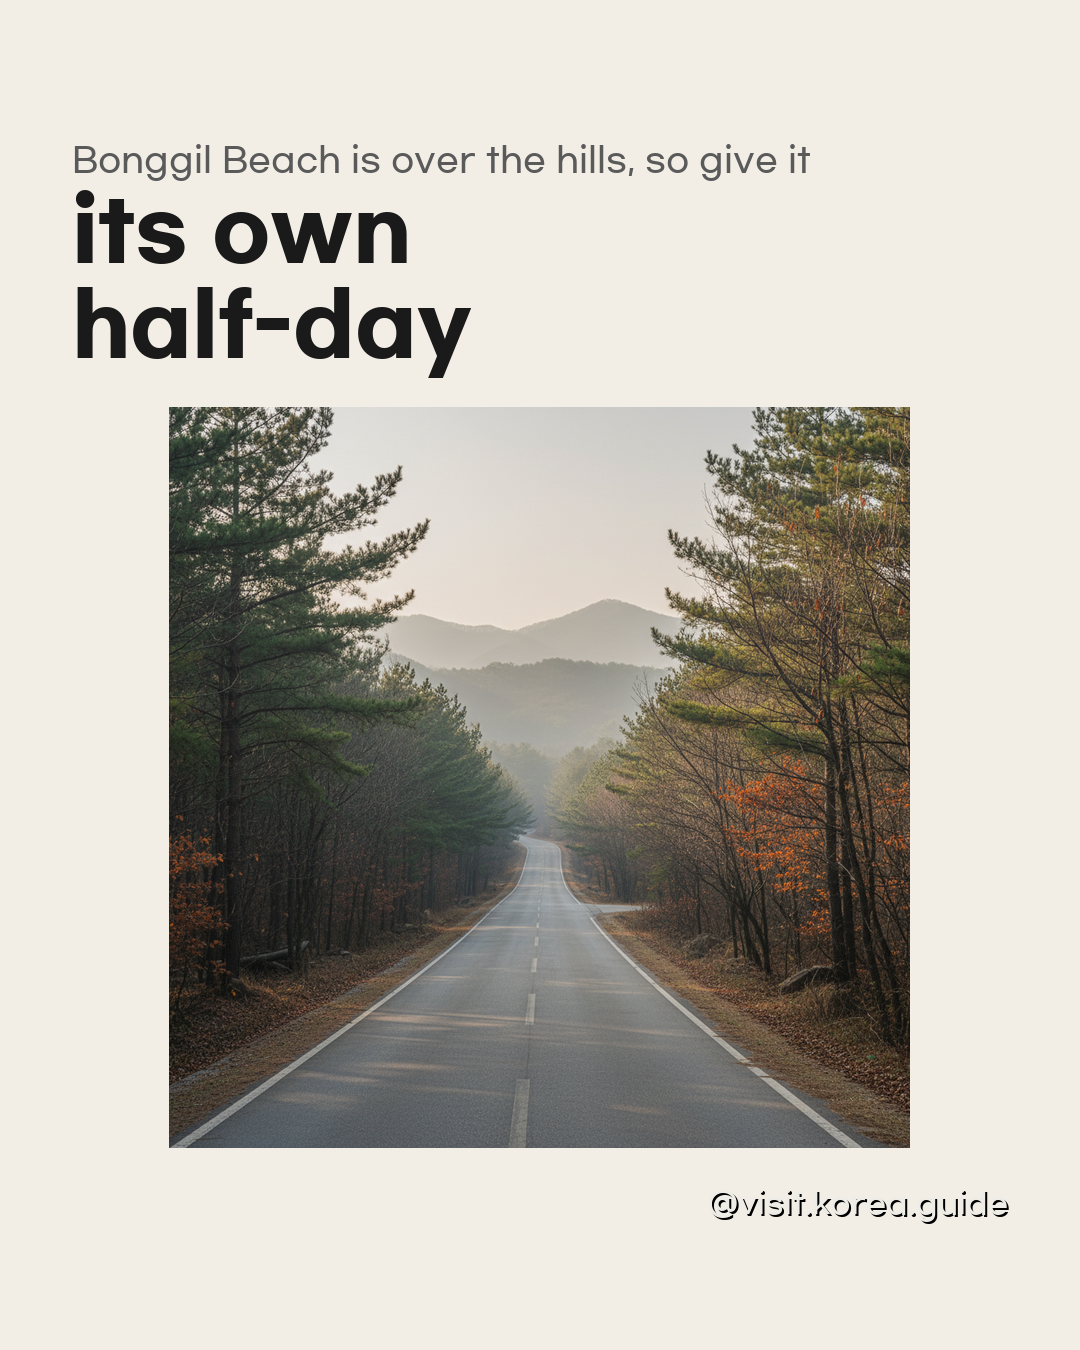 Bonggil Beach is over the hills, so give it
its own
half-day
@visit.korea.guide